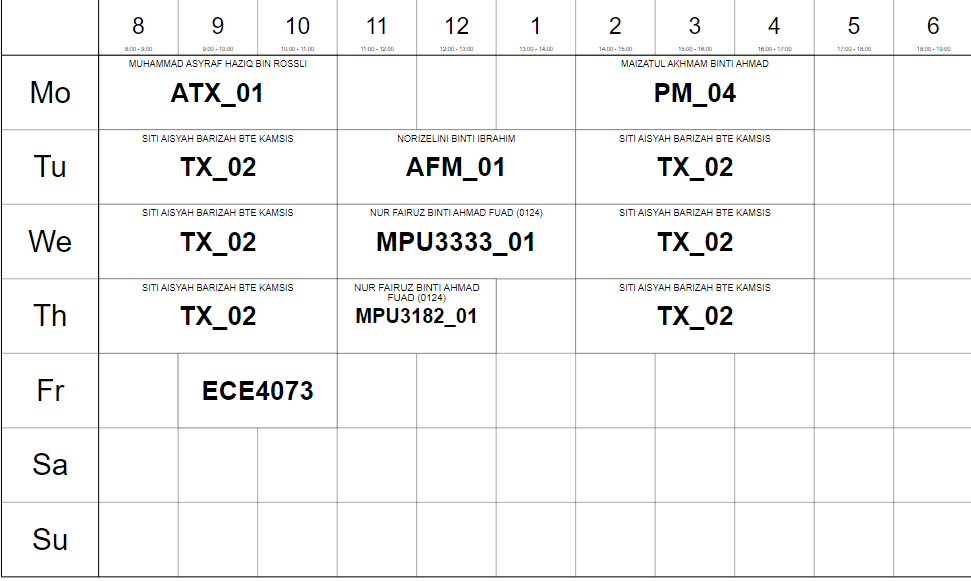 8 9 10 11 12 1 2 3 4 5 6
8:00 - 9:00 9:00 - 10:00 10:00 - 11:00 11:00 - 12:00 12:00 - 13:00 13:00 - 14:00 14:00 - 15:00 15:00 - 16:00 16:00 - 17:00 17:00 - 18:00 18:00 - 19:00
MUHAMMAD ASYRAF HAZIQ BIN ROSSLI MAIZATUL AKHMAM BINTI AHMAD
Mo ATX_01 PM_04
SITI AISYAH BARIZAH BTE KAMSIS NORIZELINI BINTI IBRAHIM SITI AISYAH BARIZAH BTE KAMSIS
Tu TX_02 AFM_01 TX_02
SITI AISYAH BARIZAH BTE KAMSIS NUR FAIRUZ BINTI AHMAD FUAD (0124) SITI AISYAH BARIZAH BTE KAMSIS
We TX_02 MPU3333_01 TX_02
SITI AISYAH BARIZAH BTE KAMSIS NUR FAIRUZ BINTI AHMAD SITI AISYAH BARIZAH BTE KAMSIS
FUAD (0124)
Th TX_02 MPU3182_01 TX_02
Fr ECE4073
Sa
Su